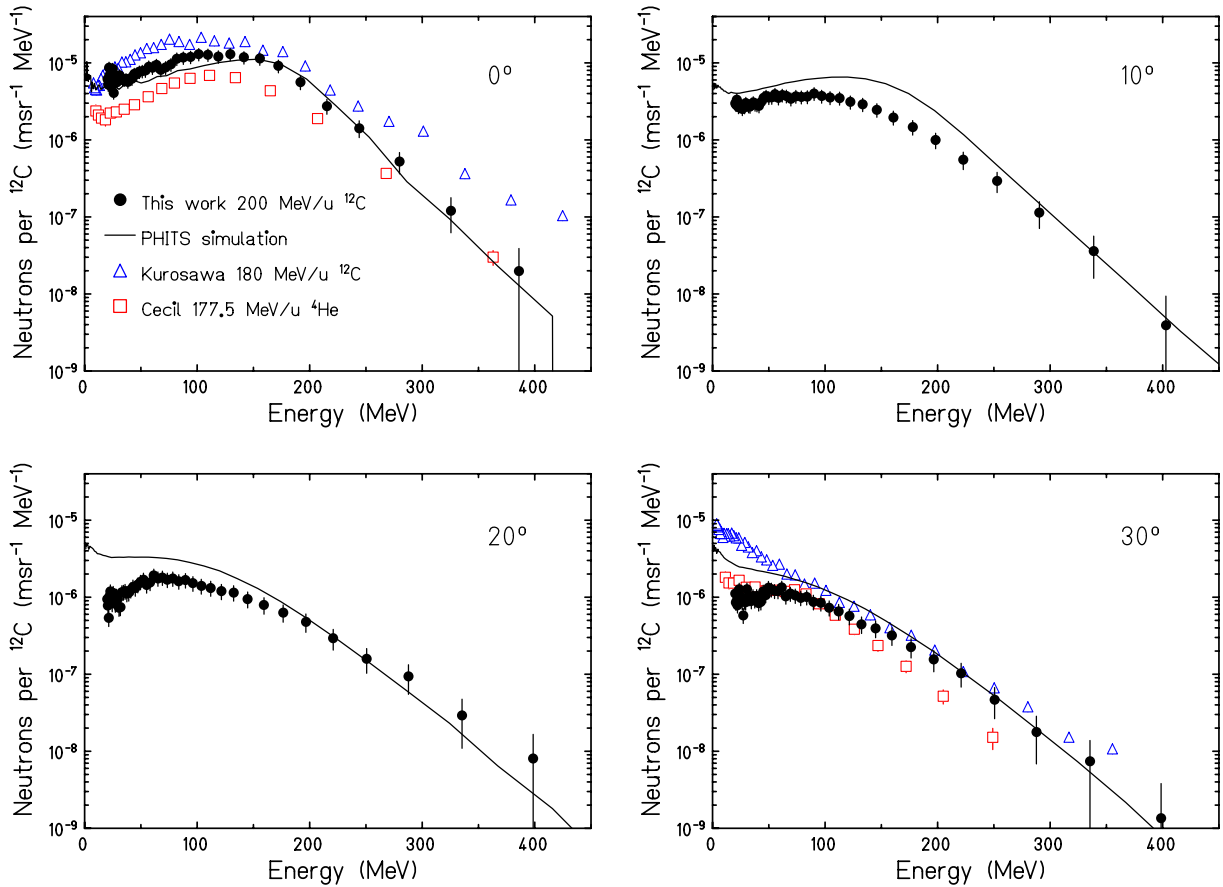 Neutrons per ¹²C (msr⁻¹ MeV⁻¹)
10⁻⁵
10⁻⁶
10⁻⁷
10⁻⁸
10⁻⁹
0º
This work 200 MeV/u ¹²C
PHITS simulation
Kurosawa 180 MeV/u ¹²C
Cecil 177.5 MeV/u ⁴He
0 100 200 300 400
Energy (MeV)
Neutrons per ¹²C (msr⁻¹ MeV⁻¹)
10⁻⁵
10⁻⁶
10⁻⁷
10⁻⁸
10⁻⁹
10º
0 100 200 300 400
Energy (MeV)
Neutrons per ¹²C (msr⁻¹ MeV⁻¹)
10⁻⁵
10⁻⁶
10⁻⁷
10⁻⁸
10⁻⁹
20º
0 100 200 300 400
Energy (MeV)
Neutrons per ¹²C (msr⁻¹ MeV⁻¹)
10⁻⁵
10⁻⁶
10⁻⁷
10⁻⁸
10⁻⁹
30º
0 100 200 300 400
Energy (MeV)